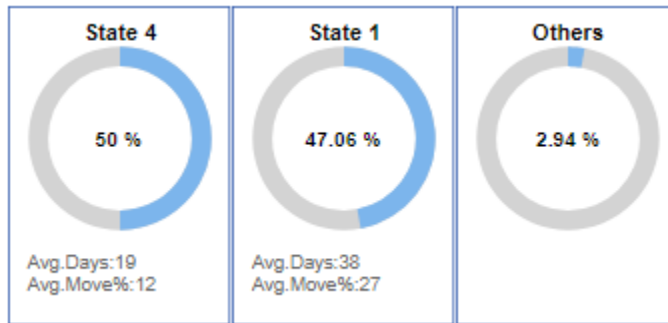 State 4
50 %
Avg.Days:19
Avg.Move%:12
State 1
47.06 %
Avg.Days:38
Avg.Move%:27
Others
2.94 %